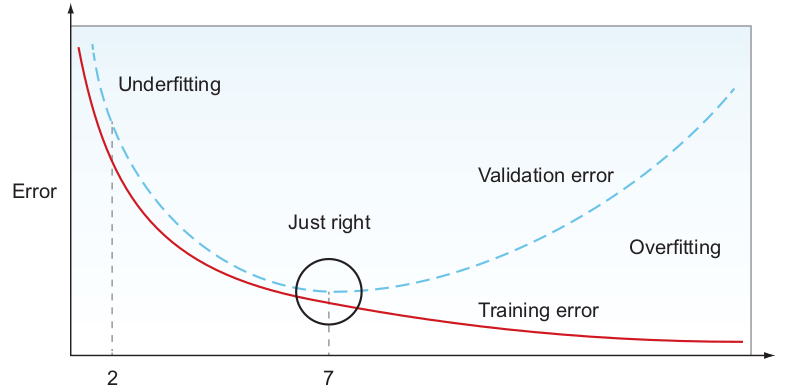 Underfitting
Validation error
Error
Just right
Overfitting
Training error
2
7